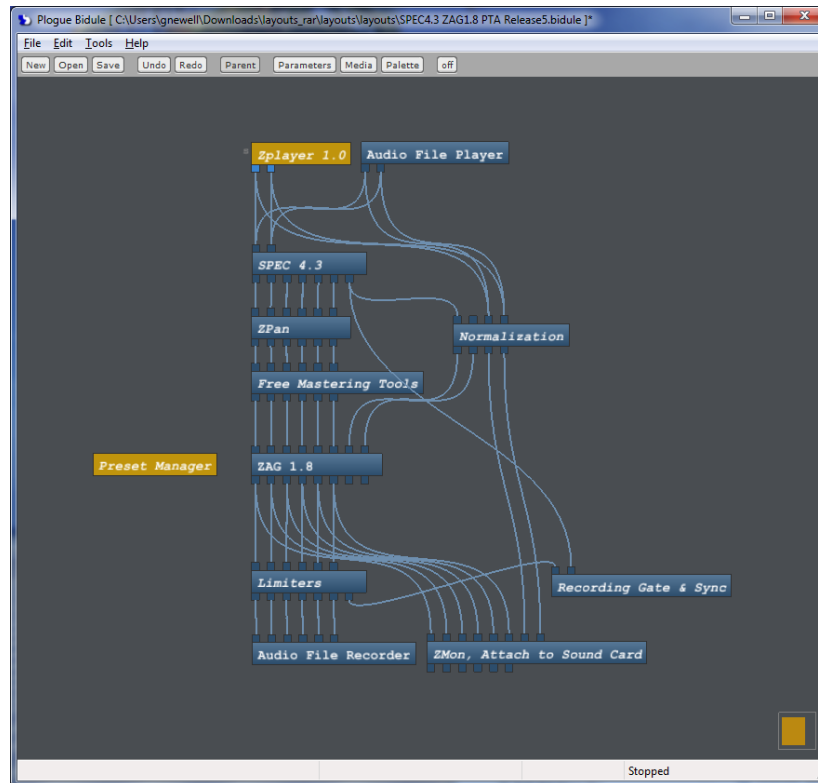 Plogue Bidule [ C:\Users\gnewell\Downloads\layouts_rar\layouts\layouts\SPEC4.3 ZAG1.8 PTA Release5.bidule ]*
File Edit Tools Help
New Open Save Undo Redo Parent Parameters Media Palette off
Zplayer 1.0 Audio File Player
SPEC 4.3
ZPan
Normalization
Free Mastering Tools
Preset Manager
ZAG 1.8
Limiters
Recording Gate & Sync
Audio File Recorder
ZMon, Attach to Sound Card
Stopped